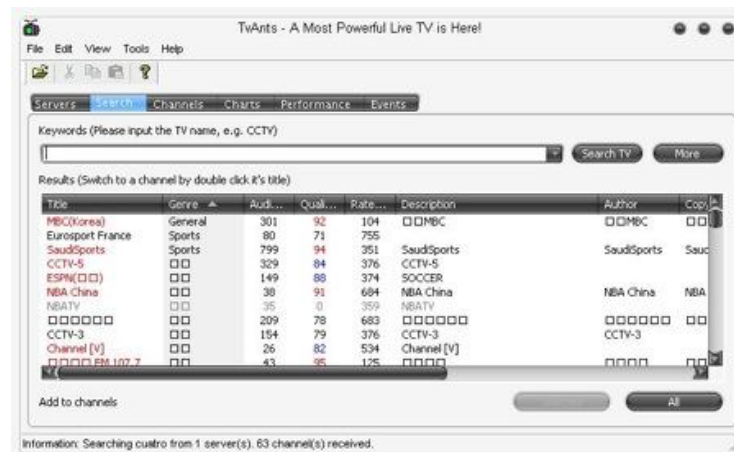 TvAnts - A Most Powerful Live TV is Here!
File Edit View Tools Help
Servers Search Channels Charts Performance Events
Keywords (Please input the TV name, e.g. CCTV)
Search TV More
Results (Switch to a channel by double click it's title)
Title Genre Audi... Quali... Rate... Description Author Copy
MBC(Korea) General 301 92 104 □□MBC □□MBC □□
Eurosport France Sports 80 71 755
SaudiSports Sports 799 94 351 SaudiSports SaudiSports Saud
CCTV-5 □□ 329 84 376 CCTV-5
ESPN(□□) □□ 149 88 374 SOCCER
NBA China □□ 38 91 684 NBA China NBA China NBA
NBATV □□ 35 0 359 NBATV
□□□□□□ □□ 209 78 683 □□□□□□ □□□□□□ □□
CCTV-3 □□ 154 79 376 CCTV-3 CCTV-3
Channel [V] □□ 26 82 534 Channel [V]
□□□□ FM 107.7 □□ 43 95 125 □□□□ □□□□ □□
Add to channels All
Information: Searching cuatro from 1 server(s). 63 channel(s) received.